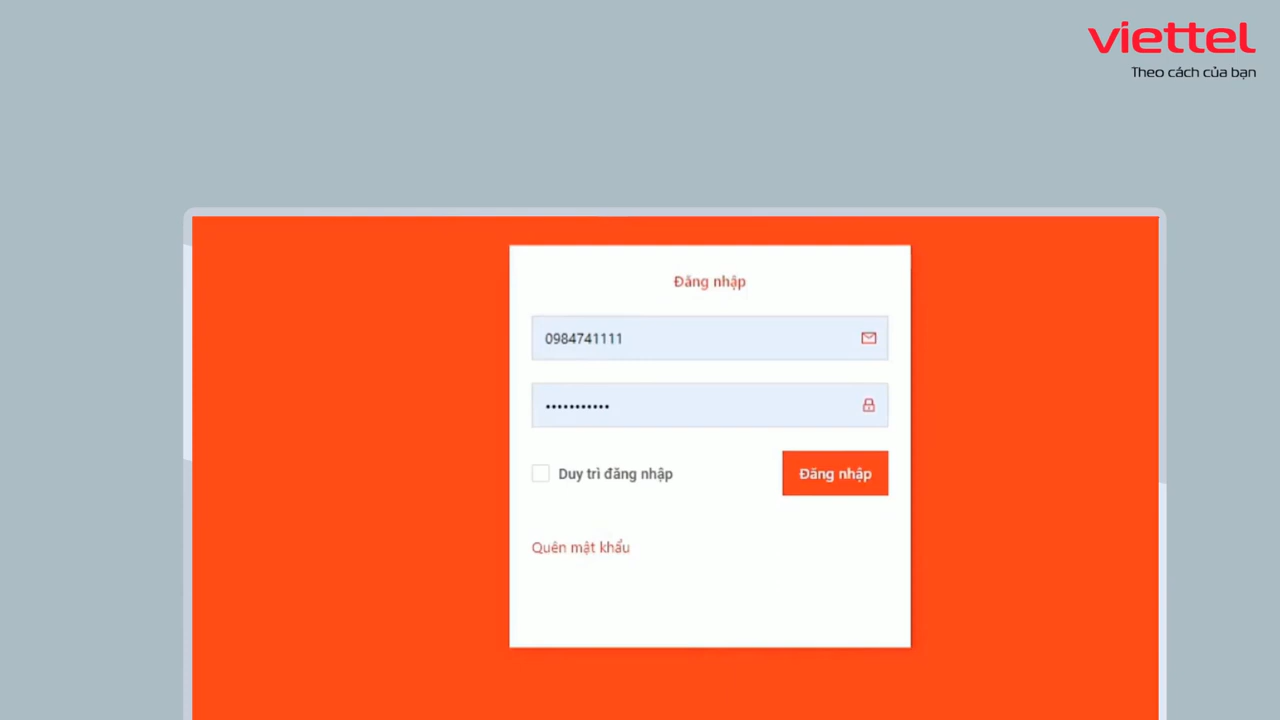 viettel
Theo cách của bạn
Đăng nhập
0984741111
•••••••••••
Duy trì đăng nhập
Đăng nhập
Quên mật khẩu